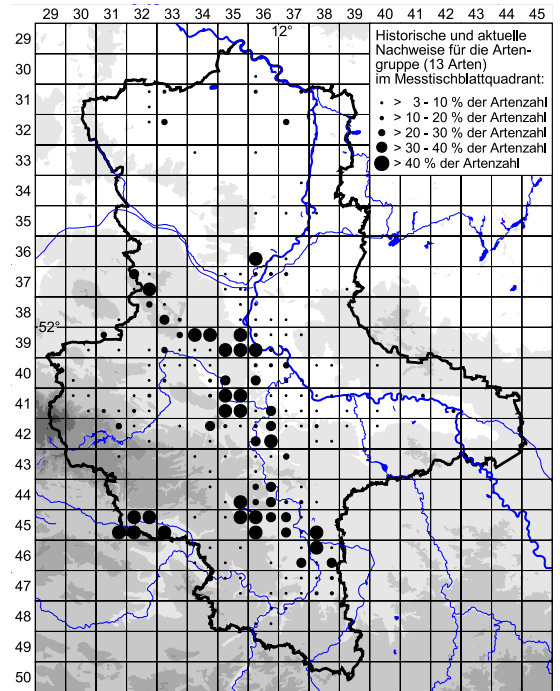 12°
29
30
31
32
33
34
35
36
37
38
39
40
41
42
43
44
45
46
47
48
49
50
52°
Historische und aktuelle
Nachweise für die Arten-
gruppe (13 Arten)
im Messtischblattquadrant:
> 3 - 10 % der Artenzahl
> 10 - 20 % der Artenzahl
> 20 - 30 % der Artenzahl
> 30 - 40 % der Artenzahl
> 40 % der Artenzahl
29 30 31 32 33 34 35 36 37 38 39 40 41 42 43 44 45